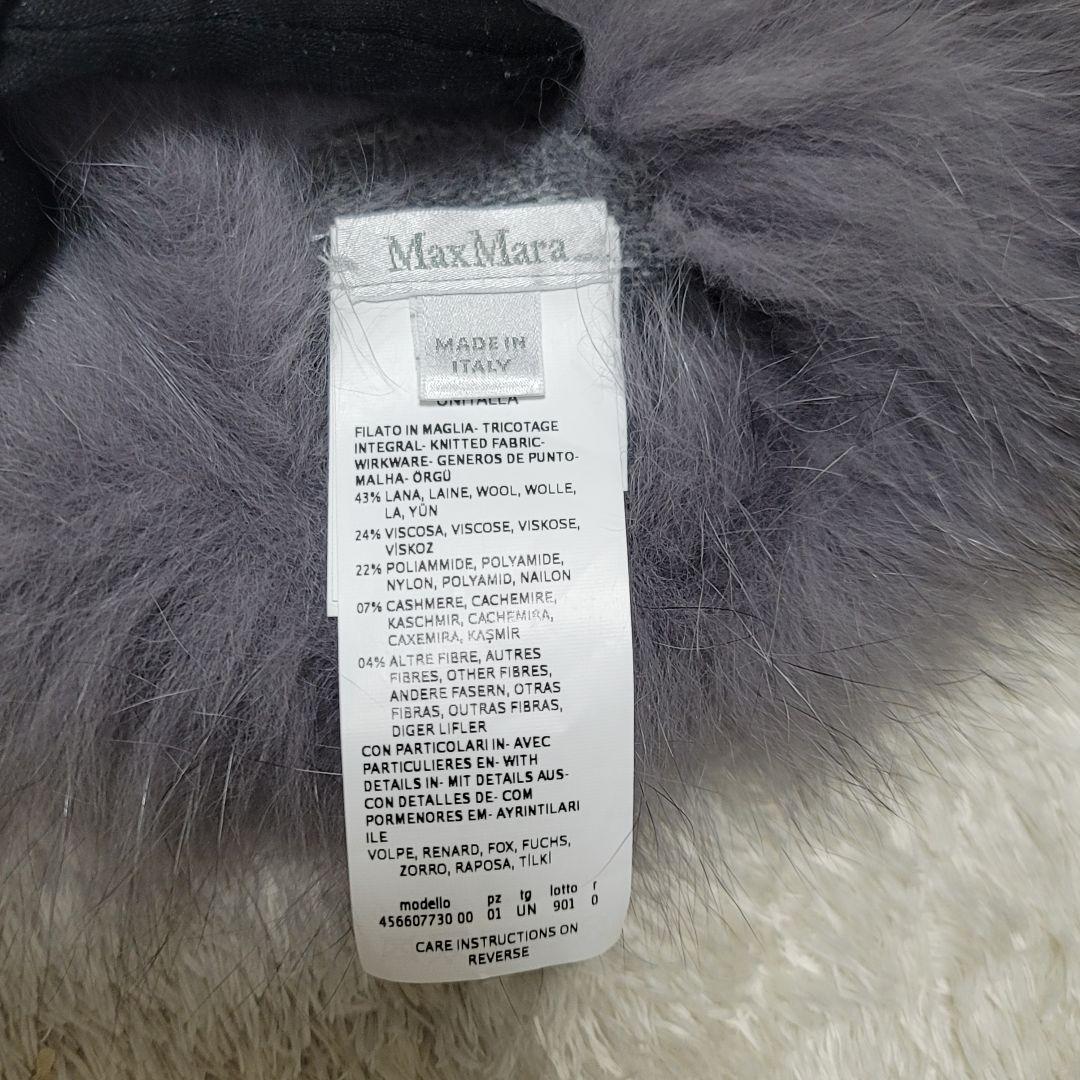 MaxMara
MADE IN
ITALY
UNITALLA
FILATO IN MAGLIA- TRICOTAGE
INTEGRAL- KNITTED FABRIC-
WIRKWARE- GENEROS DE PUNTO-
MALHA- ÖRGÜ
43% LANA, LAINE, WOOL, WOLLE,
LA, YÜN
24% VISCOSA, VISCOSE, VISKOSE,
VİSKOZ
22% POLIAMMIDE, POLYAMIDE,
NYLON, POLYAMID, NAILON
07% CASHMERE, CACHEMIRE,
KASCHMIR, CACHEMIRA,
CAXEMIRA, KAŞMİR
04% ALTRE FIBRE, AUTRES
FIBRES, OTHER FIBRES,
ANDERE FASERN, OTRAS
FIBRAS, OUTRAS FIBRAS,
DIGER LIFLER
CON PARTICOLARI IN- AVEC
PARTICULIERES EN- WITH
DETAILS IN- MIT DETAILS AUS-
CON DETALLES DE- COM
PORMENORES EM- AYRINTILARI
ILE
VOLPE, RENARD, FOX, FUCHS,
ZORRO, RAPOSA, TİLKİ
modello pz tg lotto r
456607730 00 01 UN 901 0
CARE INSTRUCTIONS ON
REVERSE